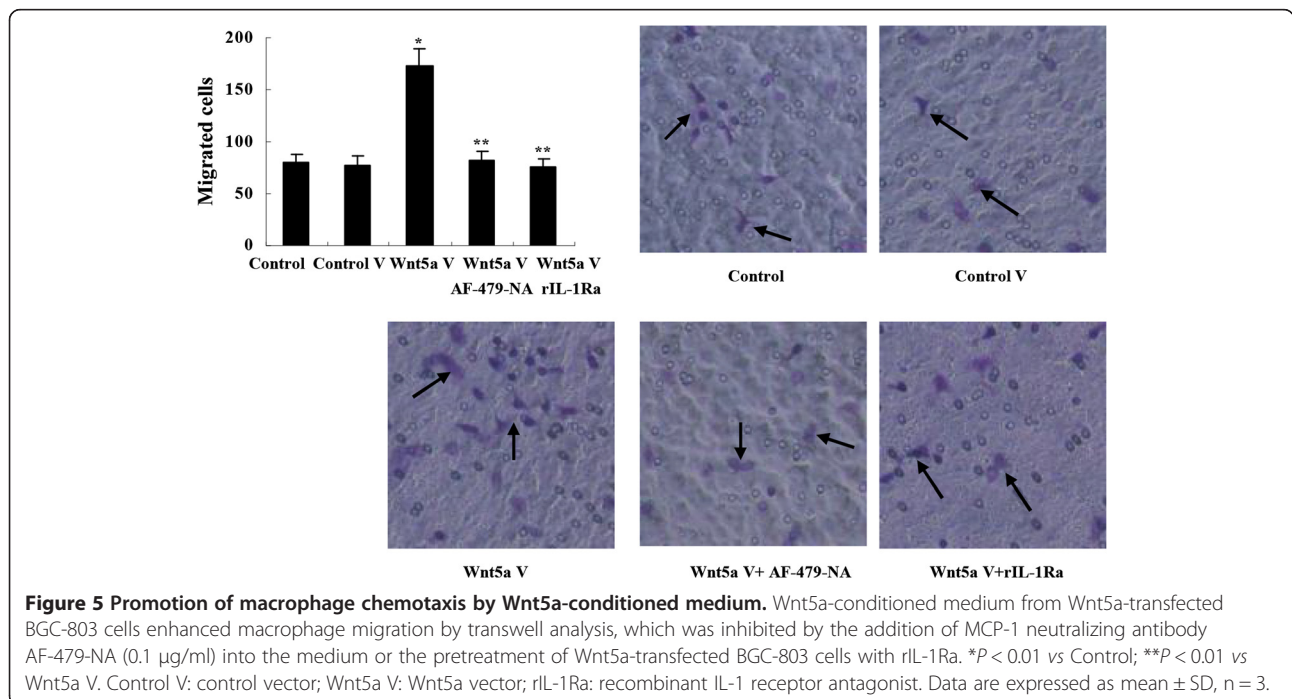 200
150
100
50
0
Migrated cells
*
**
**
Control Control V Wnt5a V Wnt5a V Wnt5a V
AF-479-NA rIL-1Ra
Control
Control V
Wnt5a V
Wnt5a V+ AF-479-NA
Wnt5a V+rIL-1Ra
Figure 5 Promotion of macrophage chemotaxis by Wnt5a-conditioned medium. Wnt5a-conditioned medium from Wnt5a-transfected
BGC-803 cells enhanced macrophage migration by transwell analysis, which was inhibited by the addition of MCP-1 neutralizing antibody
AF-479-NA (0.1 μg/ml) into the medium or the pretreatment of Wnt5a-transfected BGC-803 cells with rIL-1Ra. *P < 0.01 vs Control; **P < 0.01 vs
Wnt5a V. Control V: control vector; Wnt5a V: Wnt5a vector; rIL-1Ra: recombinant IL-1 receptor antagonist. Data are expressed as mean ± SD, n = 3.